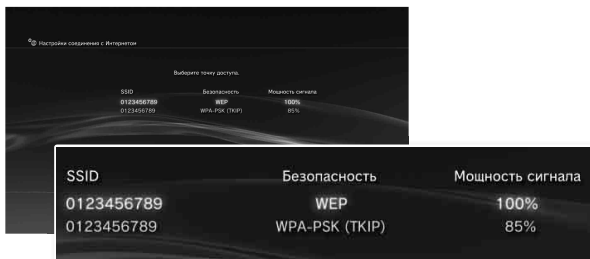 Настройки соединения с Интернетом
Выберите точку доступа.
SSID Безопасность Мощность сигнала
0123456789 WEP 100%
0123456789 WPA-PSK (TKIP) 85%
SSID Безопасность Мощность сигнала
0123456789 WEP 100%
0123456789 WPA-PSK (TKIP) 85%